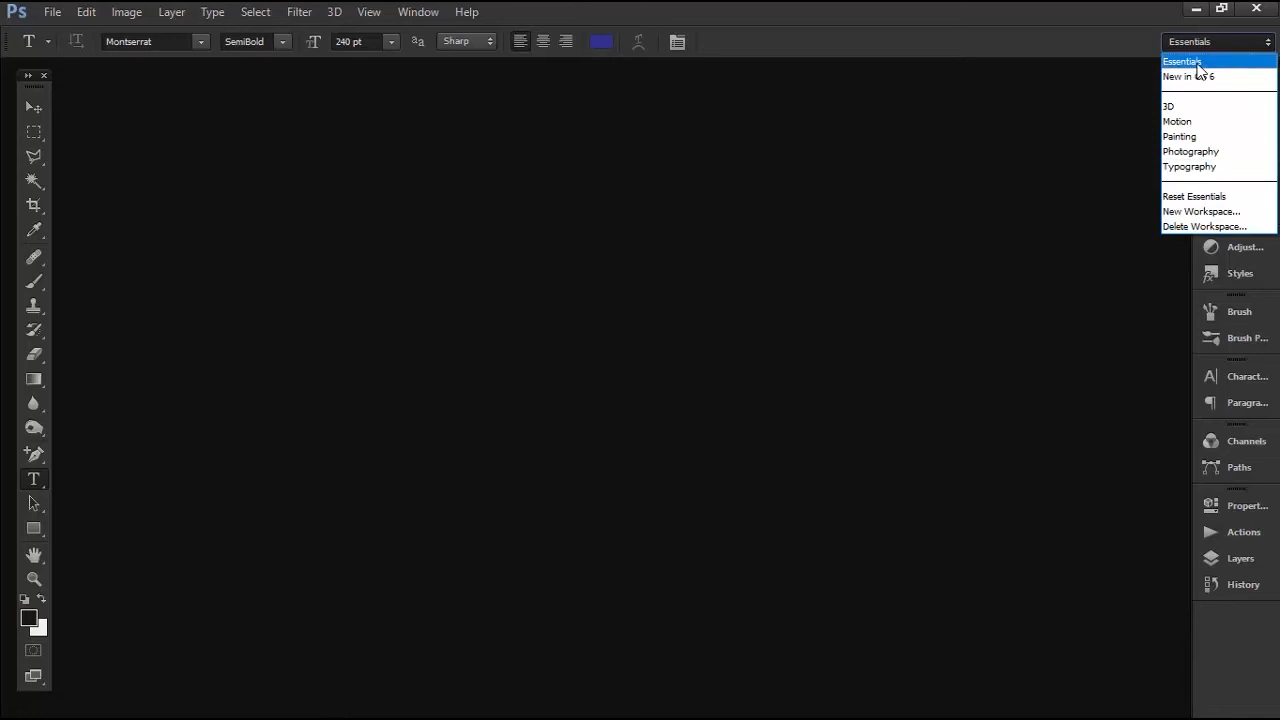 Ps File Edit Image Layer Type Select Filter 3D View Window Help
T Montserrat SemiBold 240 pt Sharp Essentials
Essentials
New in 6
3D
Motion
Painting
Photography
Typography
Reset Essentials
New Workspace...
Delete Workspace...
Adjust...
Styles
Brush
Brush P...
Charact...
Paragra...
Channels
Paths
Propert...
Actions
Layers
History